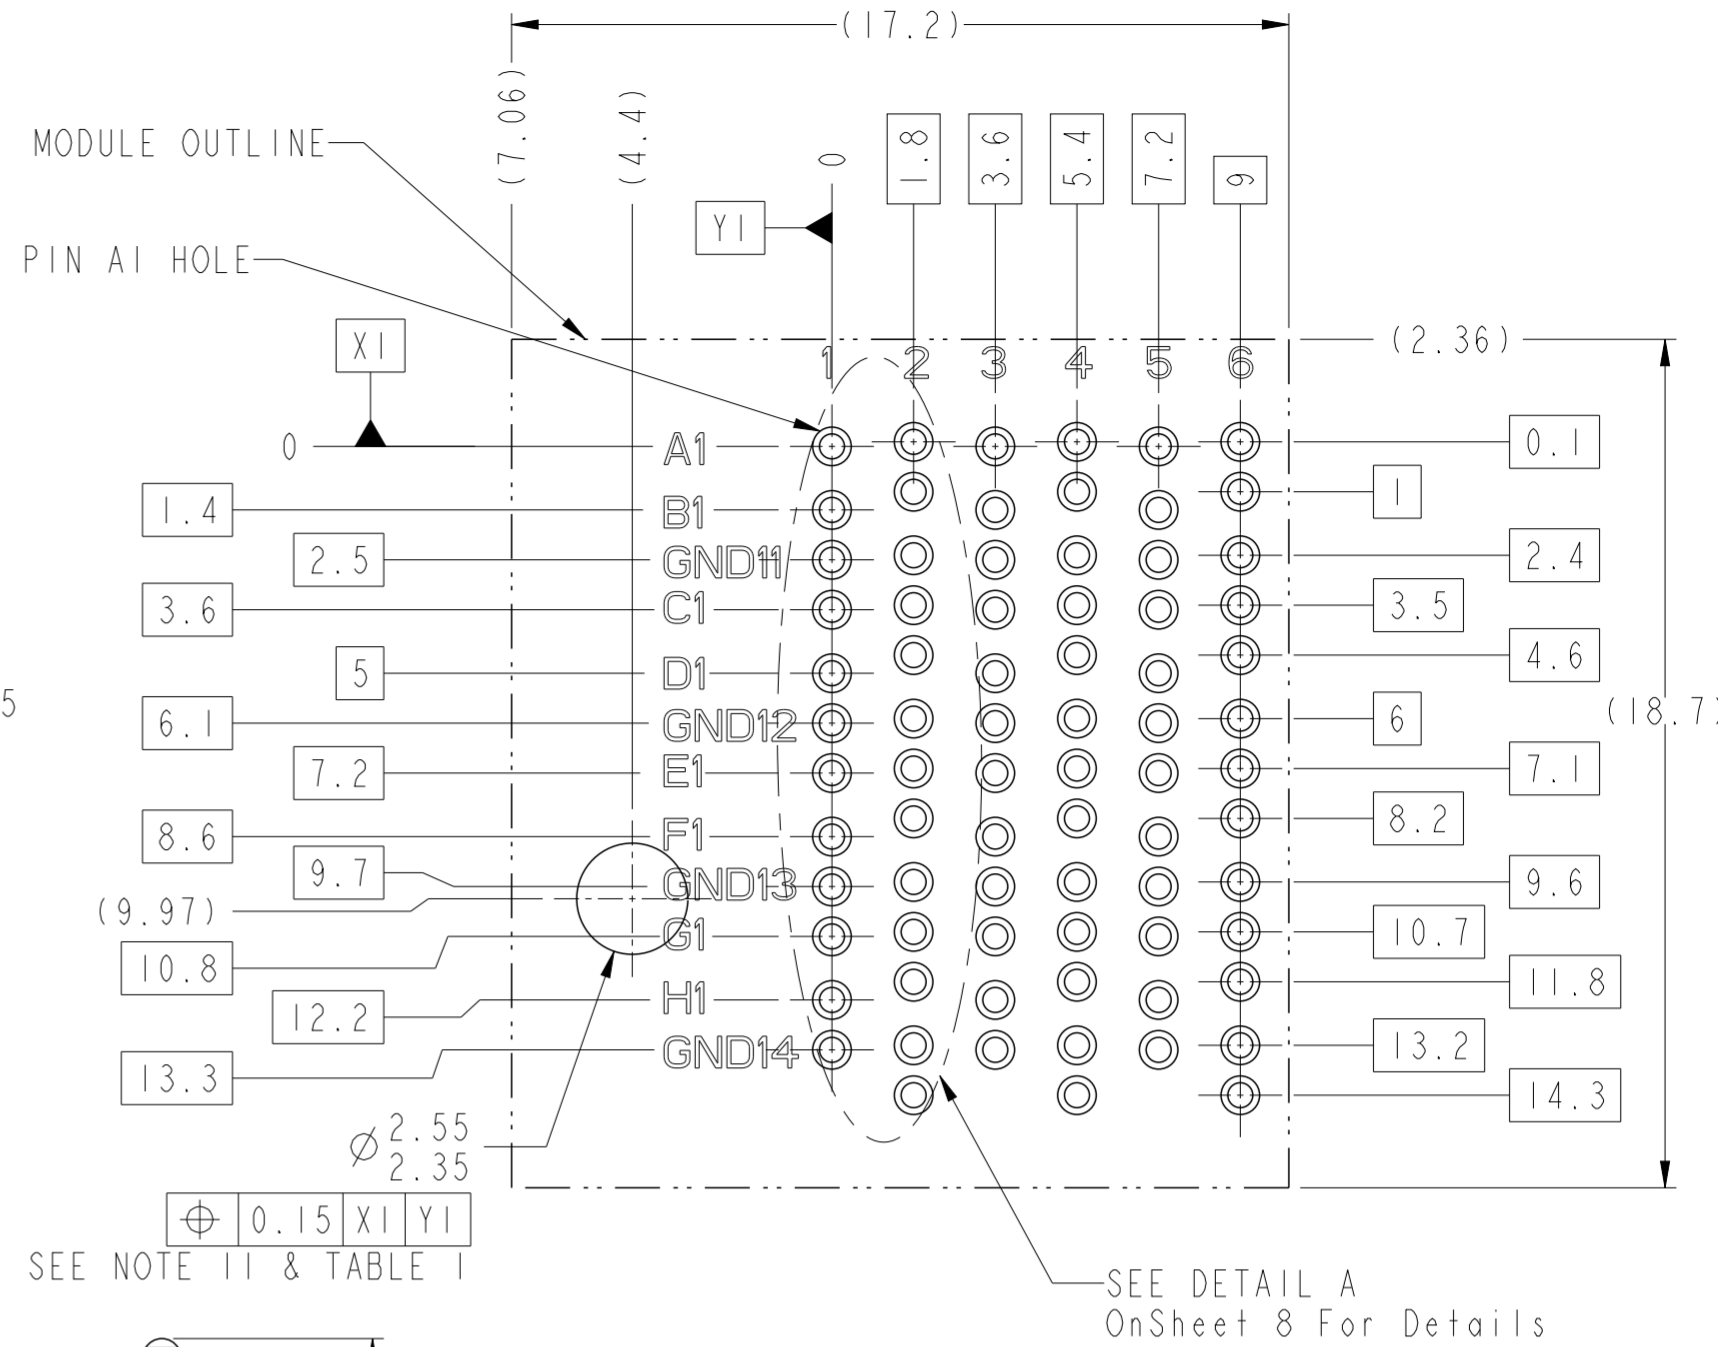 (17.2)
(7.06)
(4.4)
0
1.8
3.6
5.4
7.2
9
MODULE OUTLINE
Y1
PIN A1 HOLE
X1
(2.36)
1 2 3 4 5 6
0
A1
0.1
1
1.4
B1
2.5
GND11
2.4
3.6
C1
3.5
5
D1
4.6
5
6.1
GND12
6
(18.7)
7.2
E1
7.1
8.6
F1
8.2
9.7
GND13
9.6
(9.97)
10.8
G1
10.7
12.2
H1
11.8
13.3
GND14
13.2
14.3
Ø 2.55
2.35
⌖ 0.15 X1 Y1
SEE NOTE 11 & TABLE 1
SEE DETAIL A
OnSheet 8 For Details